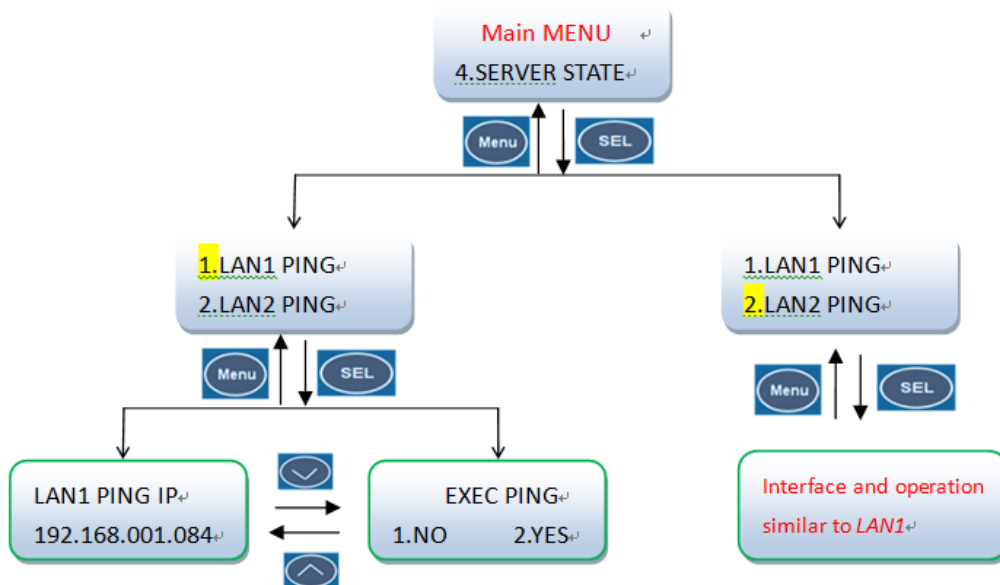 Main MENU
4.SERVER STATE
Menu
SEL
1.LAN1 PING
2.LAN2 PING
1.LAN1 PING
2.LAN2 PING
Menu
SEL
Menu
SEL
LAN1 PING IP
192.168.001.084
EXEC PING
1.NO 2.YES
Interface and operation
similar to LAN1